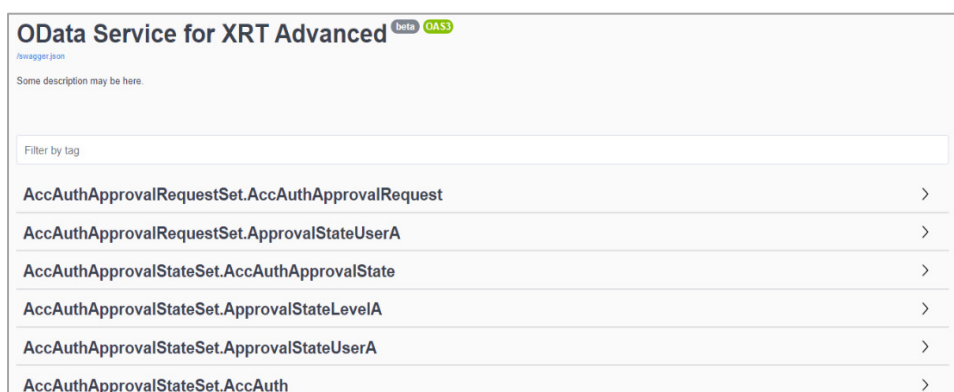 OData Service for XRT Advanced beta OAS3
/swagger.json
Some description may be here.
Filter by tag
AccAuthApprovalRequestSet.AccAuthApprovalRequest
AccAuthApprovalRequestSet.ApprovalStateUserA
AccAuthApprovalStateSet.AccAuthApprovalState
AccAuthApprovalStateSet.ApprovalStateLevelA
AccAuthApprovalStateSet.ApprovalStateUserA
AccAuthApprovalStateSet.AccAuth